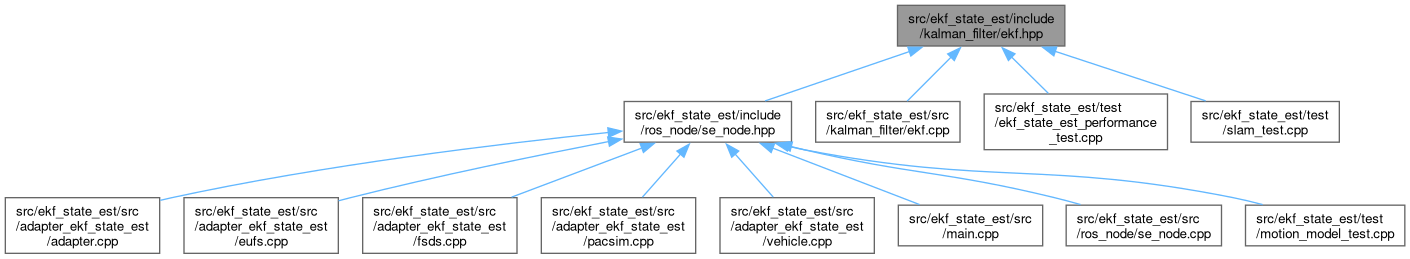 src/ekf_state_est/include
/kalman_filter/ekf.hpp
src/ekf_state_est/include
/ros_node/se_node.hpp
src/ekf_state_est/src
/kalman_filter/ekf.cpp
src/ekf_state_est/test
/ekf_state_est_performance
_test.cpp
src/ekf_state_est/test
/slam_test.cpp
src/ekf_state_est/src
/adapter_ekf_state_est
/adapter.cpp
src/ekf_state_est/src
/adapter_ekf_state_est
/eufs.cpp
src/ekf_state_est/src
/adapter_ekf_state_est
/fsds.cpp
src/ekf_state_est/src
/adapter_ekf_state_est
/pacsim.cpp
src/ekf_state_est/src
/adapter_ekf_state_est
/vehicle.cpp
src/ekf_state_est/src
/main.cpp
src/ekf_state_est/src
/ros_node/se_node.cpp
src/ekf_state_est/test
/motion_model_test.cpp